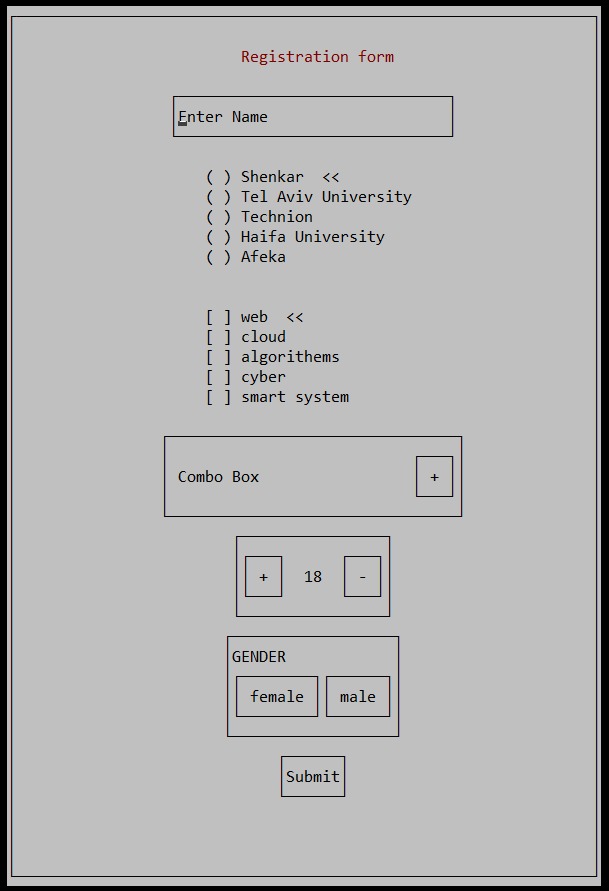 Registration form
Enter Name
( ) Shenkar <<
( ) Tel Aviv University
( ) Technion
( ) Haifa University
( ) Afeka
[ ] web <<
[ ] cloud
[ ] algorithems
[ ] cyber
[ ] smart system
Combo Box +
+ 18 -
GENDER
female male
Submit